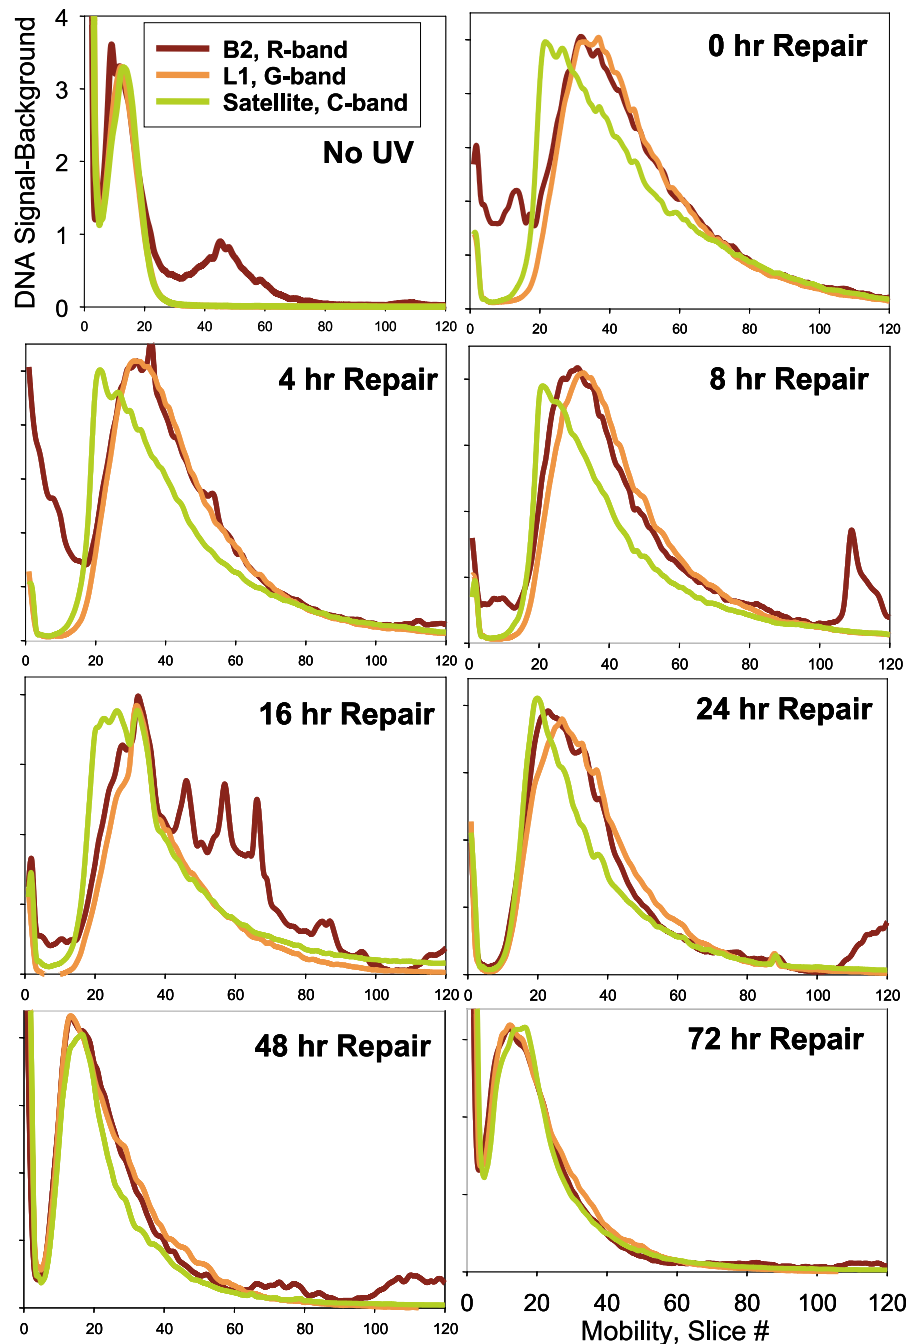 DNA Signal-Background
4
3
2
1
0
B2, R-band
L1, G-band
Satellite, C-band
No UV
0 20 40 60 80 100 120
0 hr Repair
0 20 40 60 80 100 120
4 hr Repair
0 20 40 60 80 100 120
8 hr Repair
0 20 40 60 80 100 120
16 hr Repair
0 20 40 60 80 100 120
24 hr Repair
0 20 40 60 80 100 120
48 hr Repair
0 20 40 60 80 100 120
72 hr Repair
0 20 40 60 80 100 120
Mobility, Slice #